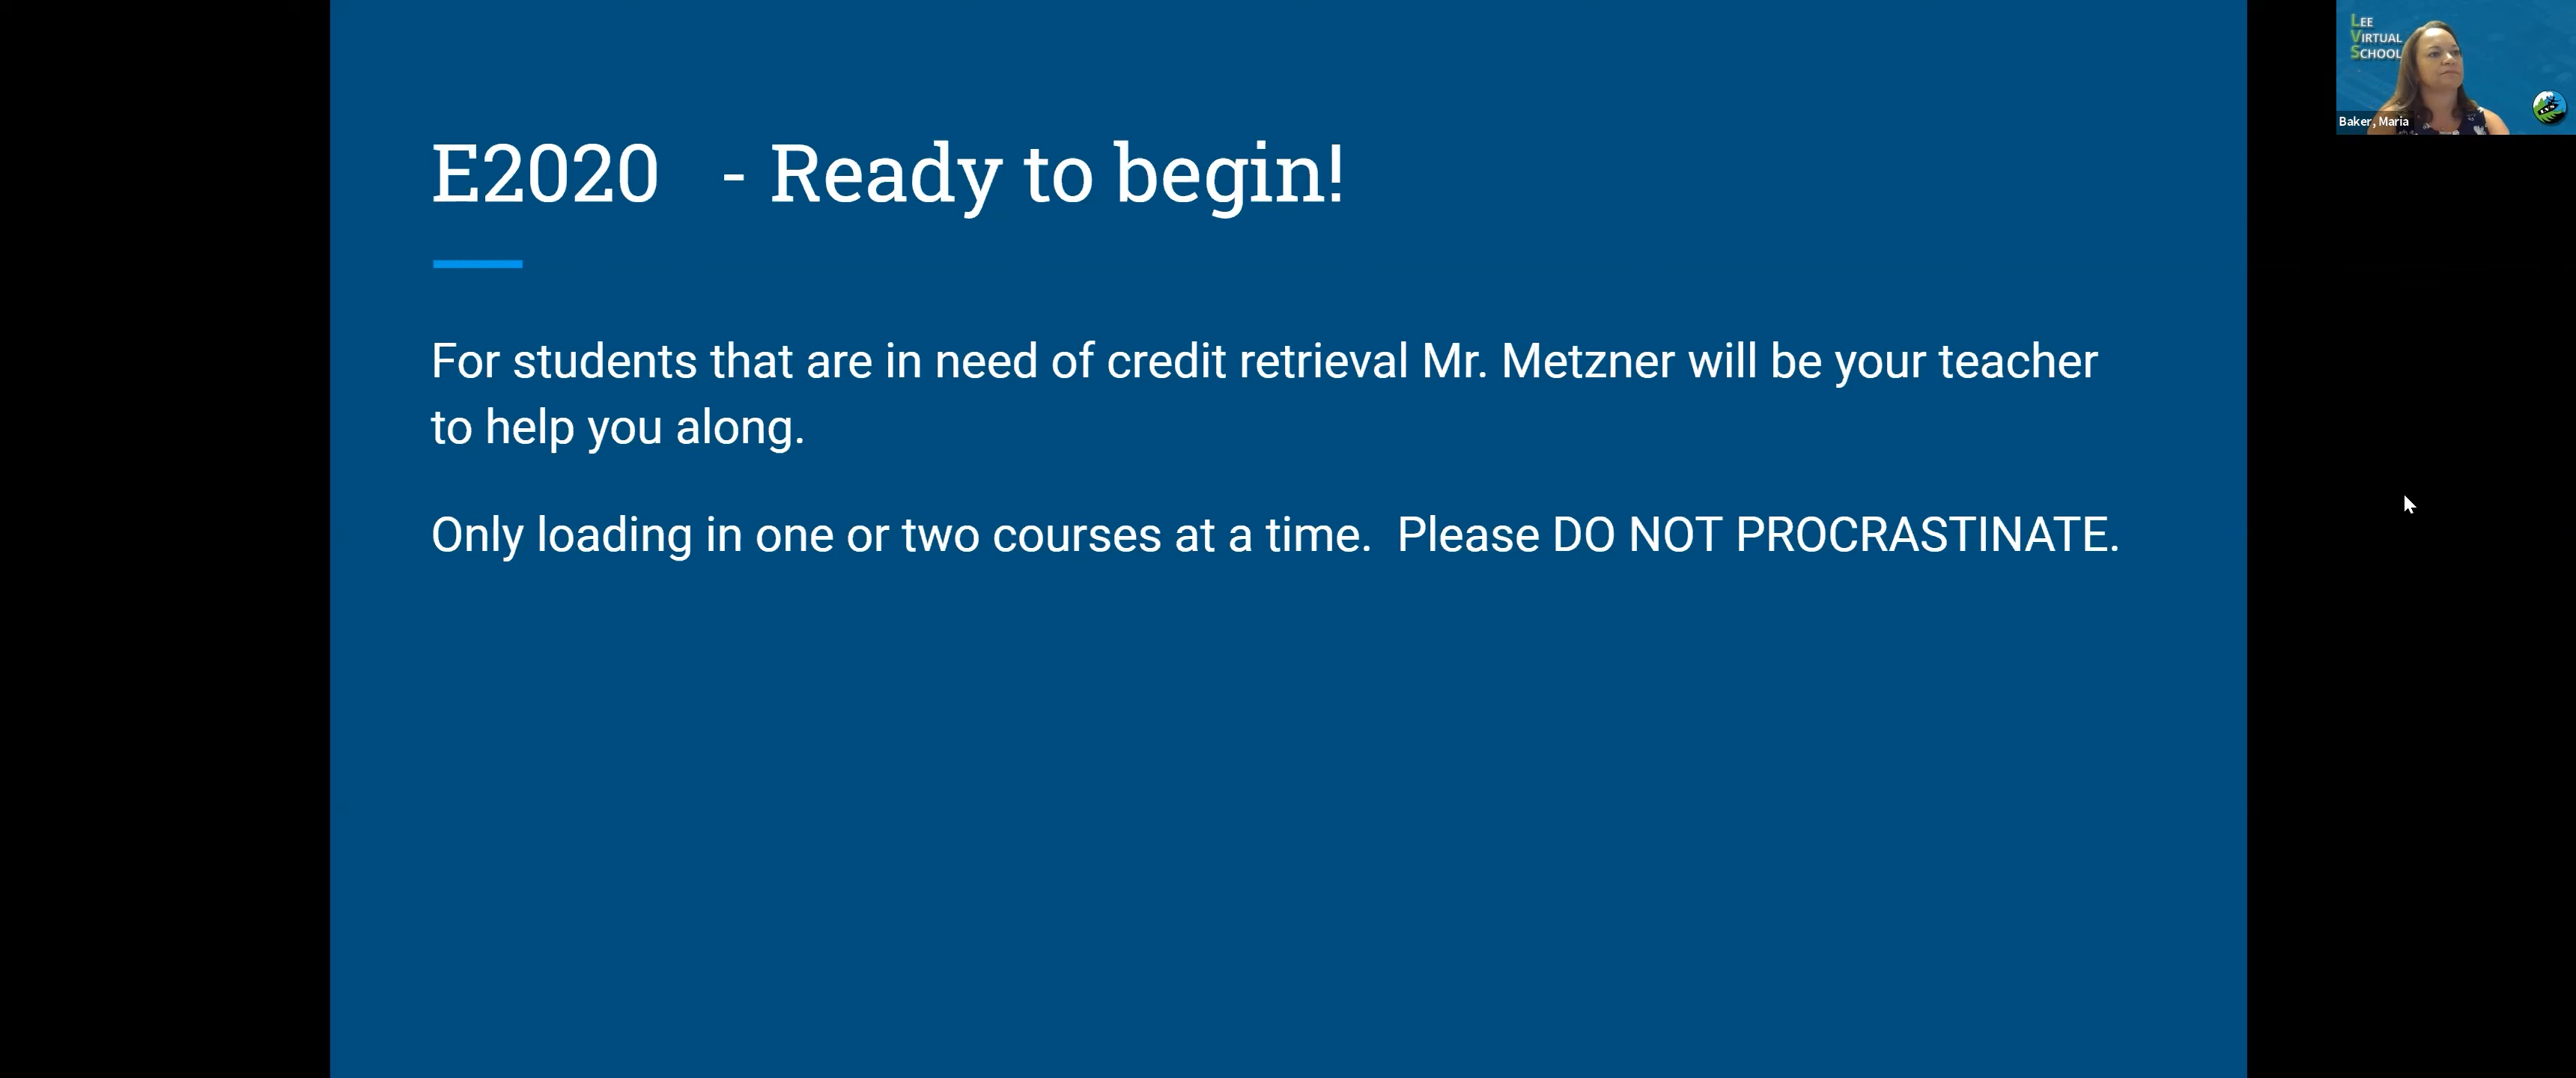 E2020 - Ready to begin!
For students that are in need of credit retrieval Mr. Metzner will be your teacher
to help you along.
Only loading in one or two courses at a time. Please DO NOT PROCRASTINATE.
LEE
VIRTUAL
SCHOOL
Baker, Maria